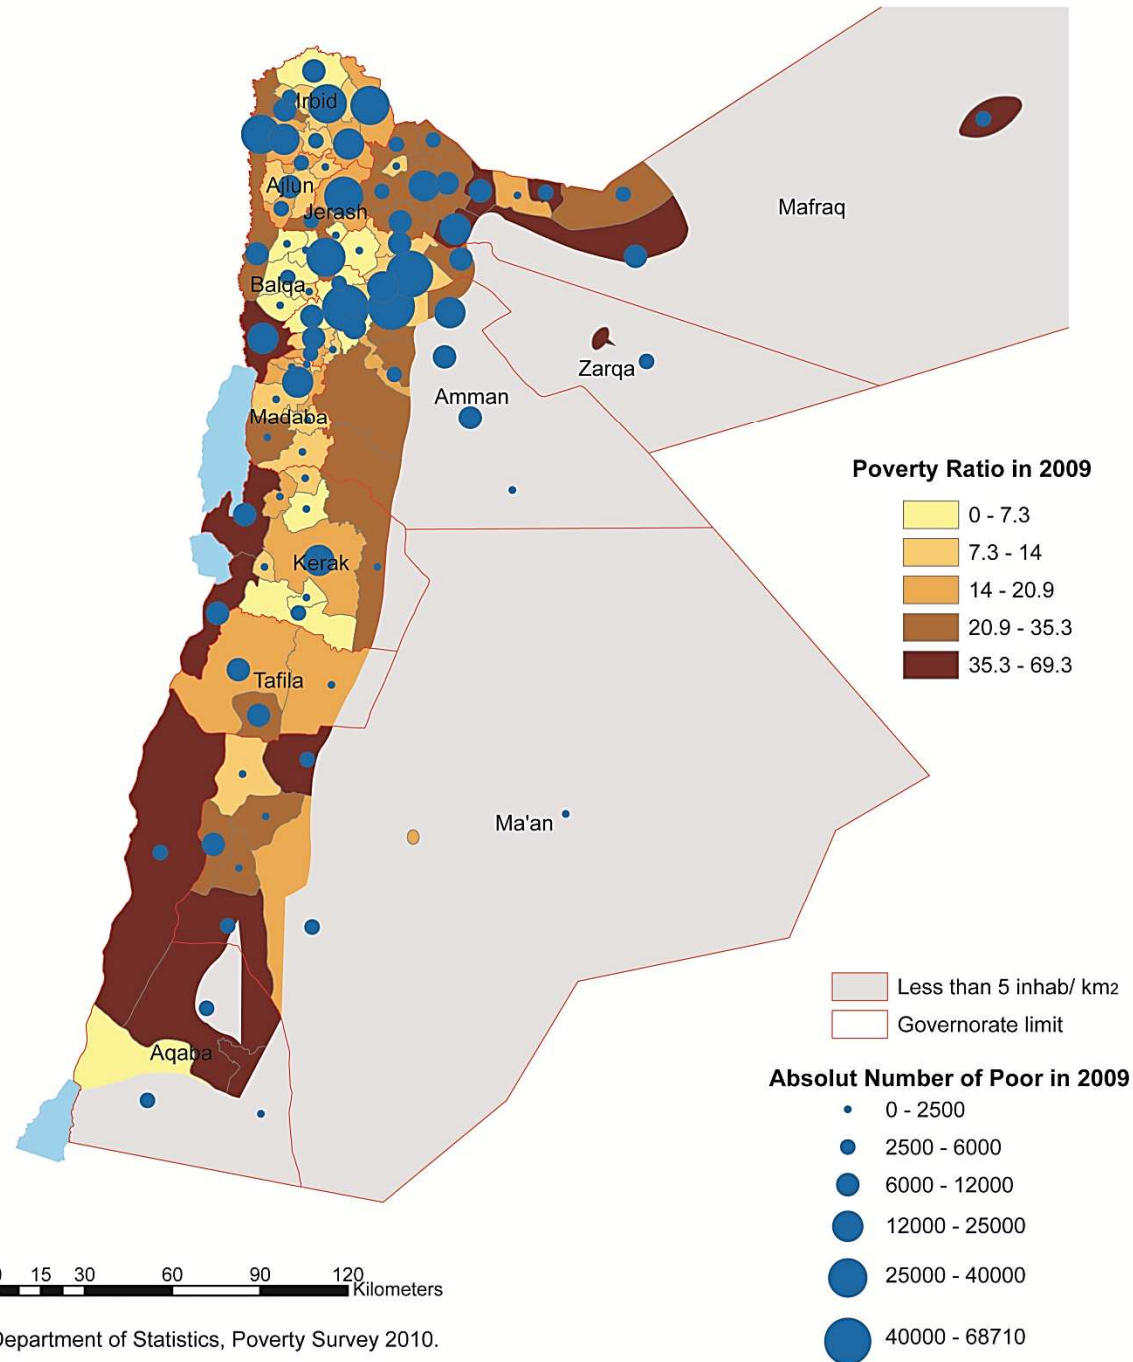 Irbid
Ajlun
Jerash
Mafraq
Balqa
Zarqa
Amman
Madaba
Poverty Ratio in 2009
0 - 7.3
7.3 - 14
14 - 20.9
20.9 - 35.3
35.3 - 69.3
Kerak
Tafila
Ma'an
Aqaba
Less than 5 inhab/ km2
Governorate limit
Absolut Number of Poor in 2009
0 - 2500
2500 - 6000
6000 - 12000
12000 - 25000
25000 - 40000
40000 - 68710
15 30 60 90 120
Kilometers
Department of Statistics, Poverty Survey 2010.